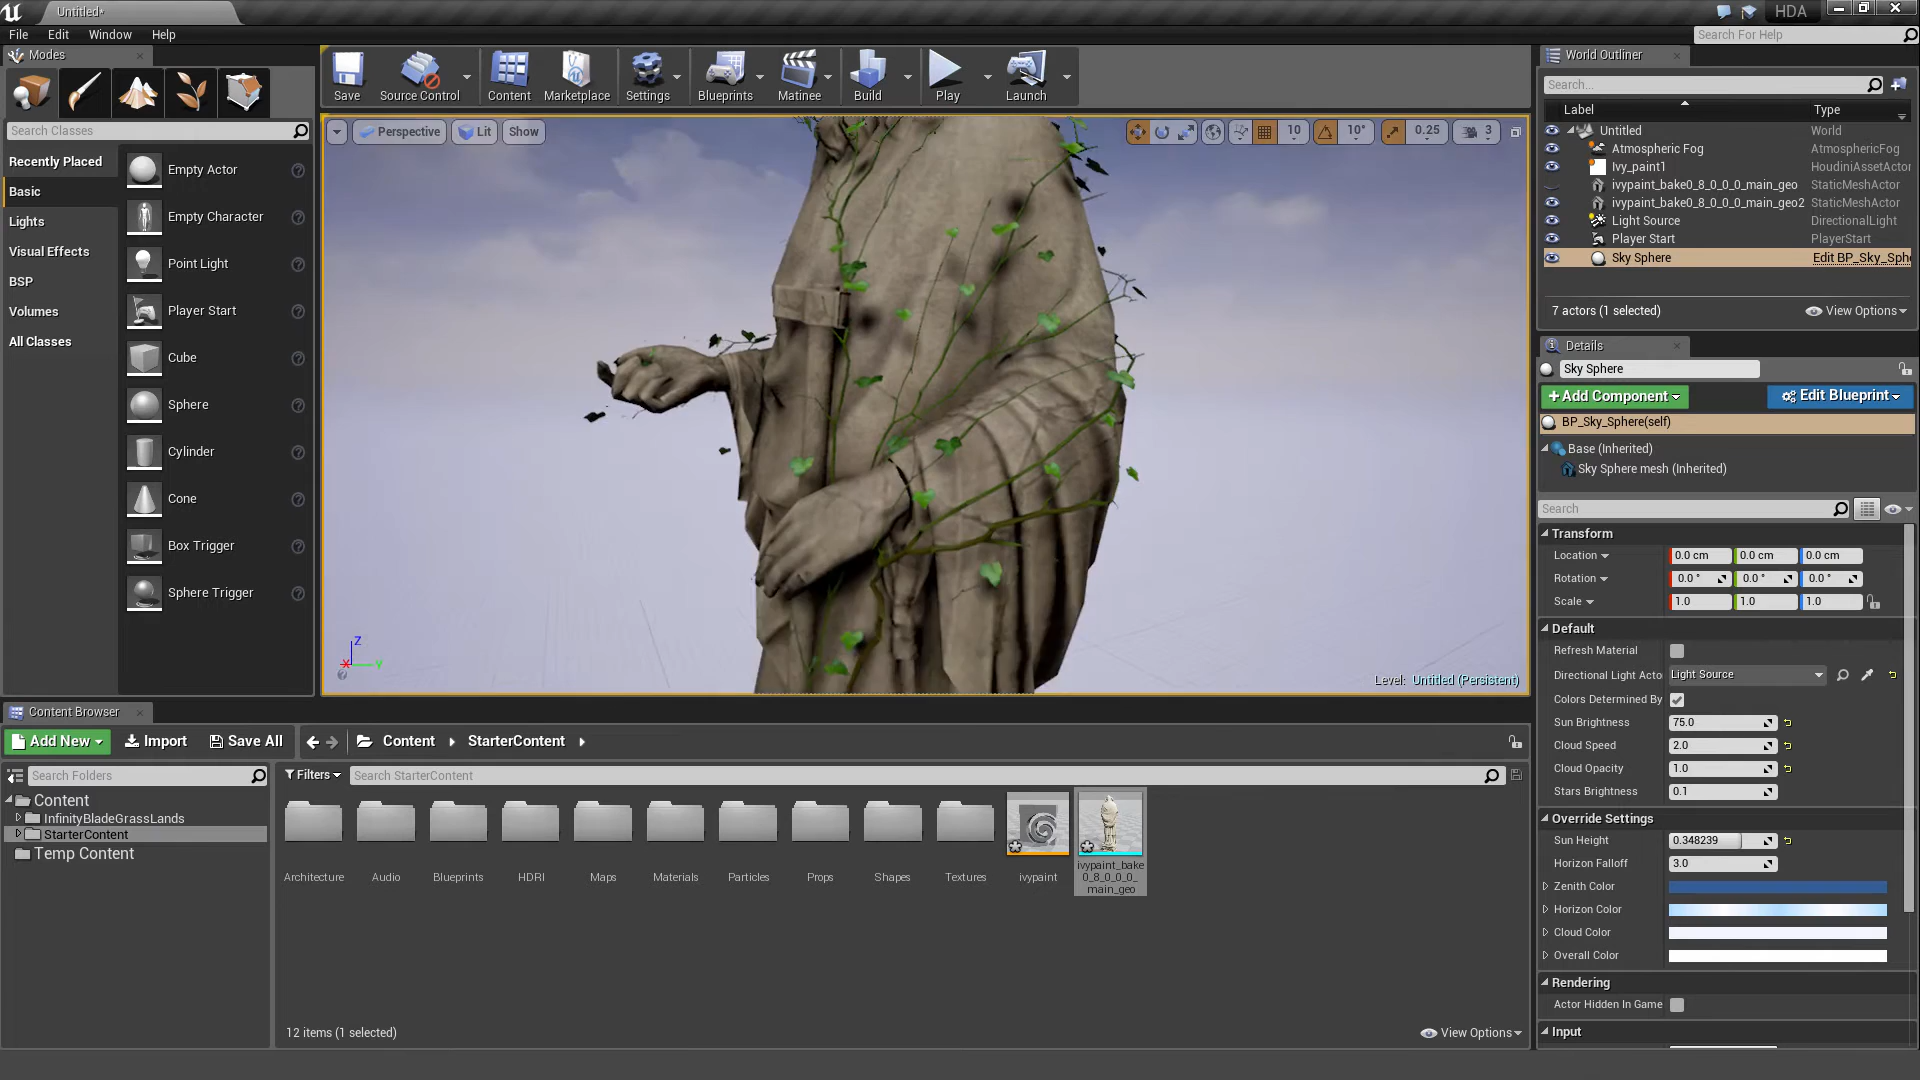 Untitled*
HDA
File Edit Window Help
Search For Help
Modes
Search Classes
Recently Placed
Basic
Lights
Visual Effects
BSP
Volumes
All Classes
Empty Actor
Empty Character
Point Light
Player Start
Cube
Sphere
Cylinder
Cone
Box Trigger
Sphere Trigger
Save Source Control Content Marketplace Settings Blueprints Matinee Build Play Launch
Perspective Lit Show
10 10° 0.25 3
Z
X Y
Level: Untitled (Persistent)
World Outliner
Search...
Label Type
Untitled World
Atmospheric Fog AtmosphericFog
Ivy_paint1 HoudiniAssetActor
ivypaint_bake0_8_0_0_0_main_geo StaticMeshActor
ivypaint_bake0_8_0_0_0_main_geo2 StaticMeshActor
Light Source DirectionalLight
Player Start PlayerStart
Sky Sphere Edit BP_Sky_Sphe
7 actors (1 selected) View Options
Details
Sky Sphere
+Add Component Edit Blueprint
BP_Sky_Sphere(self)
Base (Inherited)
Sky Sphere mesh (Inherited)
Search
Transform
Location 0.0 cm 0.0 cm 0.0 cm
Rotation 0.0 ° 0.0 ° 0.0 °
Scale 1.0 1.0 1.0
Default
Refresh Material
Directional Light Acto Light Source
Colors Determined By
Sun Brightness 75.0
Cloud Speed 2.0
Cloud Opacity 1.0
Stars Brightness 0.1
Override Settings
Sun Height 0.348239
Horizon Falloff 3.0
Zenith Color
Horizon Color
Cloud Color
Overall Color
Rendering
Actor Hidden In Game
Input
Content Browser
Add New Import Save All Content StarterContent
Search Folders
Content
InfinityBladeGrassLands
StarterContent
Temp Content
Filters Search StarterContent
Architecture Audio Blueprints HDRI Maps Materials Particles Props Shapes Textures ivypaint
ivypaint_bake
0_8_0_0_0_
main_geo
12 items (1 selected) View Options